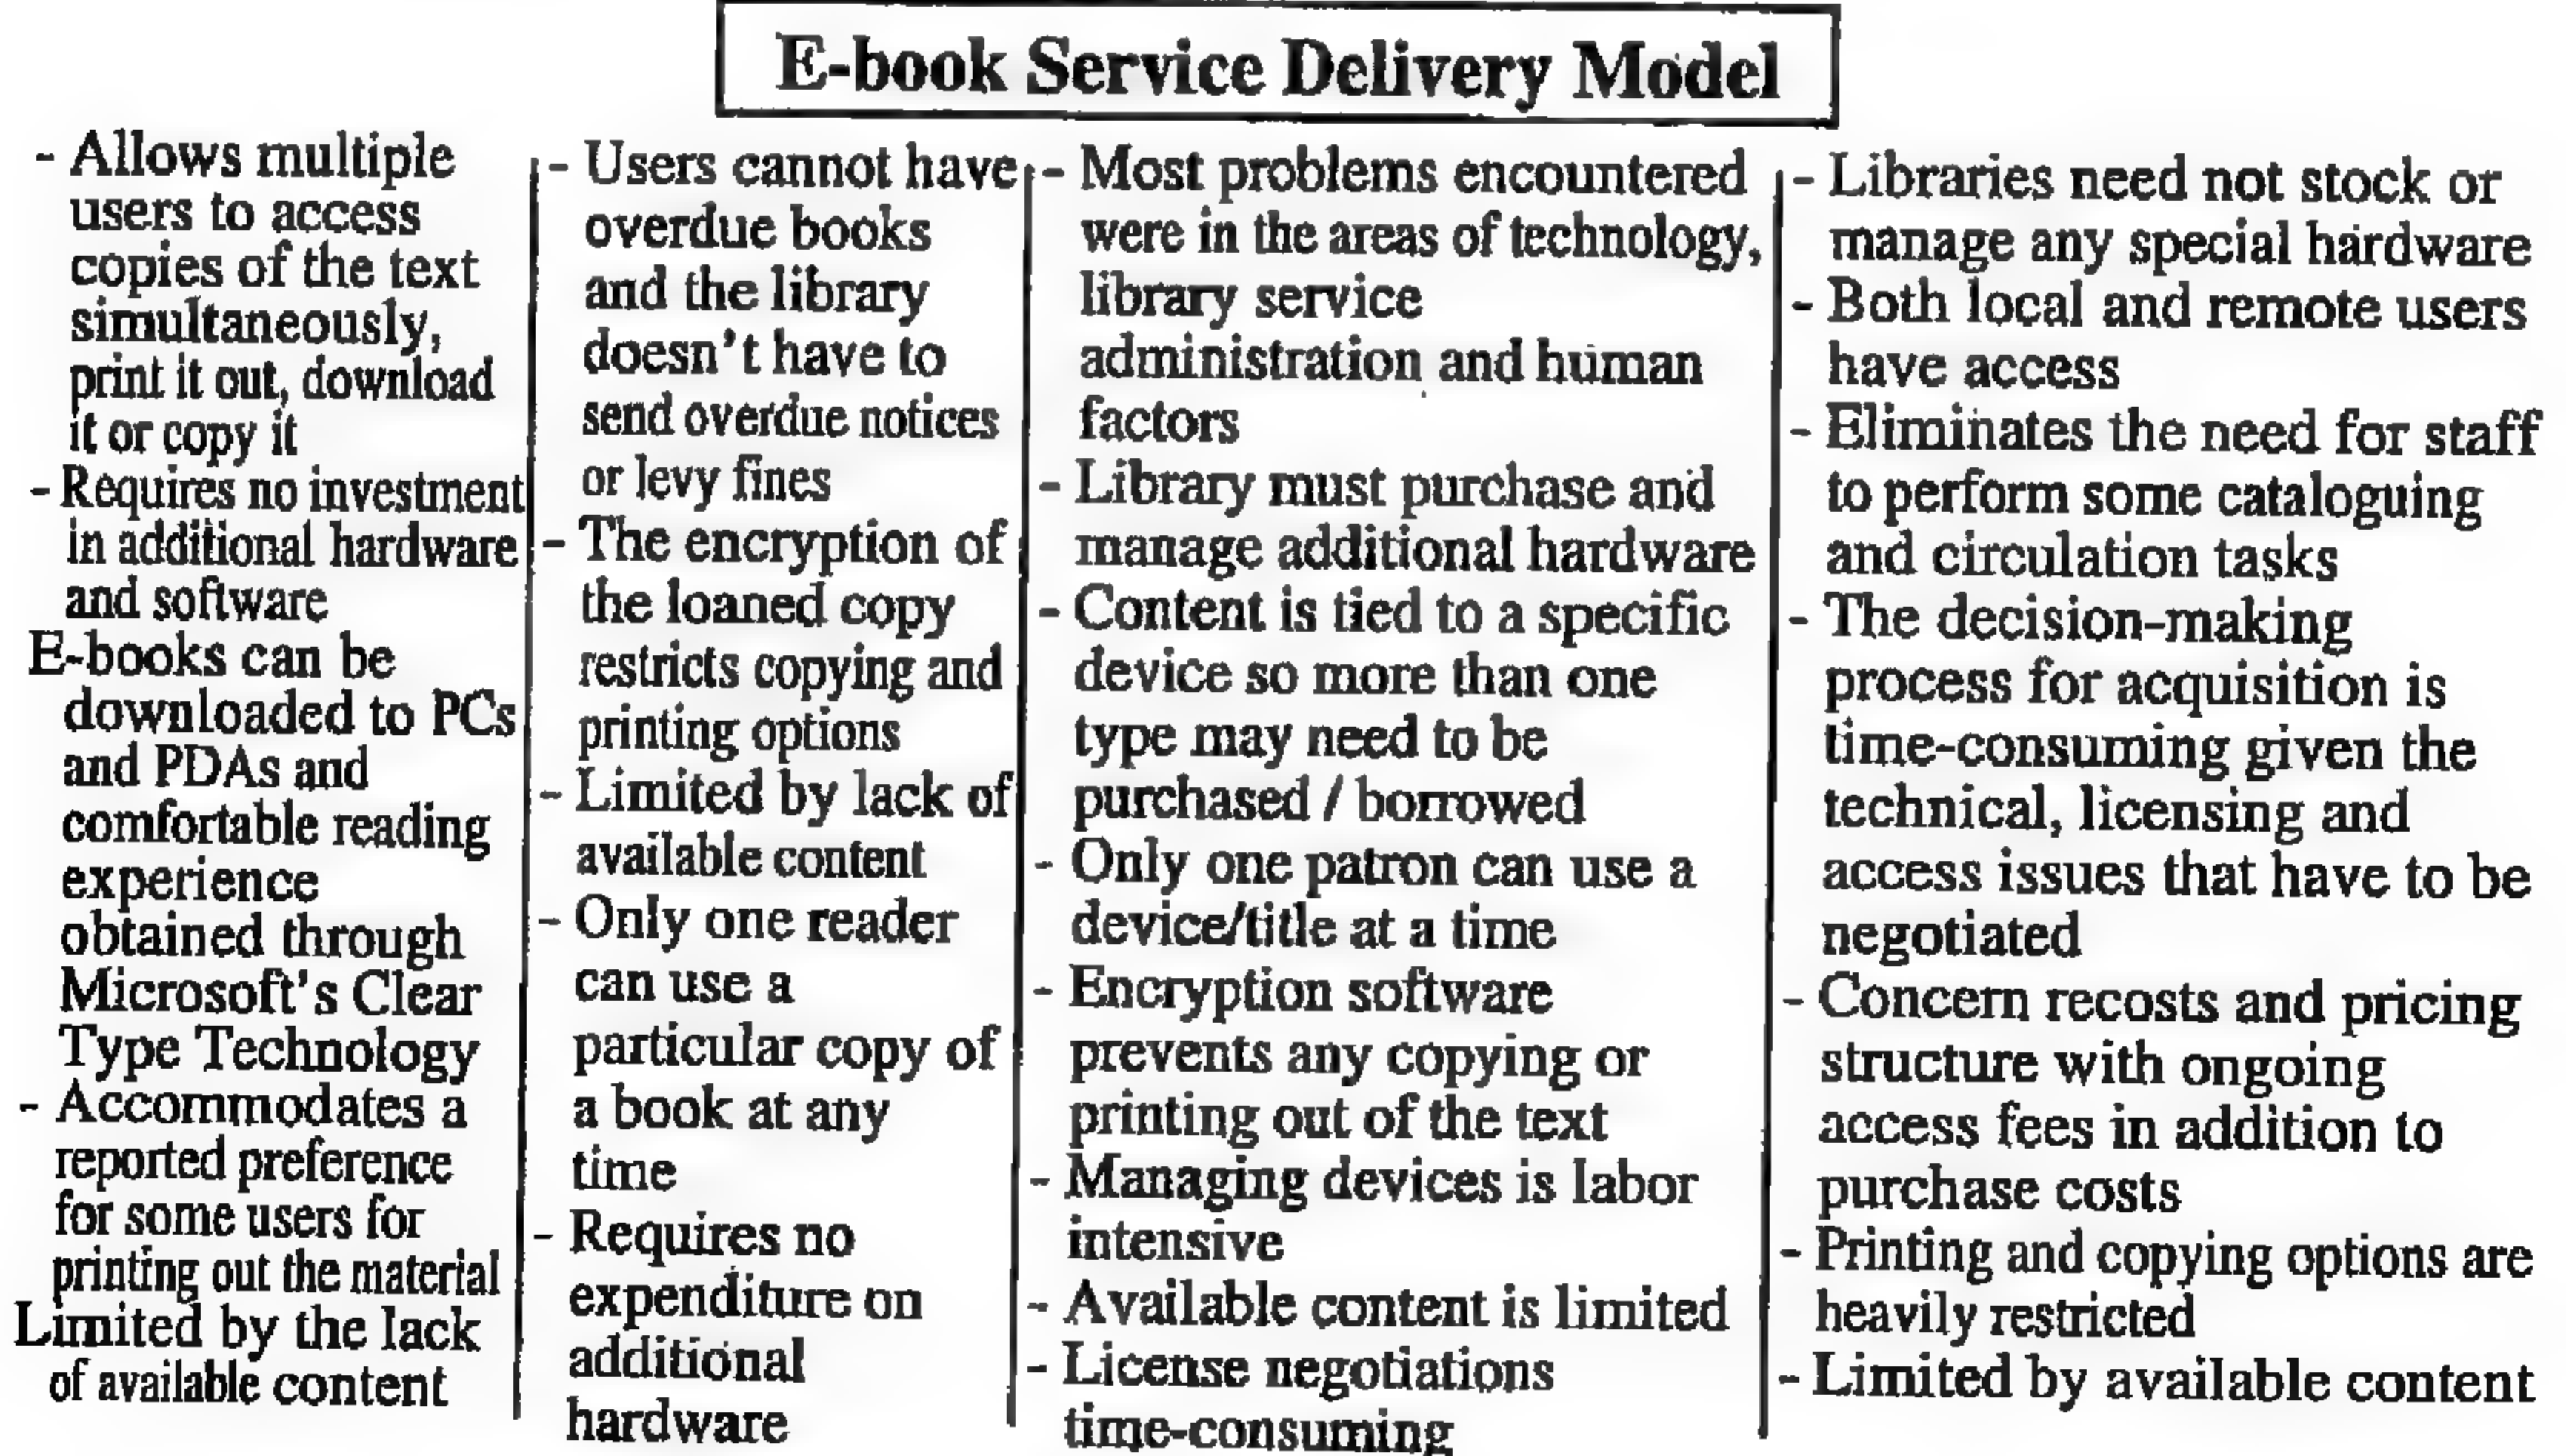 E-book Service Delivery Model
- Allows multiple
users to access
copies of the text
simultaneously,
print it out, download
it or copy it
- Requires no investment
in additional hardware
and software
E-books can be
downloaded to PCs
and PDAs and
comfortable reading
experience
obtained through
Microsoft's Clear
Type Technology
- Accommodates a
reported preference
for some users for
printing out the material
Limited by the lack
of available content
- Users cannot have
overdue books
and the library
doesn't have to
send overdue notices
or levy fines
- The encryption of
the loaned copy
restricts copying and
printing options
- Limited by lack of
available content
- Only one reader
can use a
particular copy of
a book at any
time
- Requires no
expenditure on
additional
hardware
- Most problems encountered
were in the areas of technology,
library service
administration and human
factors
- Library must purchase and
manage additional hardware
- Content is tied to a specific
device so more than one
type may need to be
purchased / borrowed
- Only one patron can use a
device/title at a time
- Encryption software
prevents any copying or
printing out of the text
- Managing devices is labor
intensive
- Available content is limited
- License negotiations
time-consuming
- Libraries need not stock or
manage any special hardware
- Both local and remote users
have access
- Eliminates the need for staff
to perform some cataloguing
and circulation tasks
- The decision-making
process for acquisition is
time-consuming given the
technical, licensing and
access issues that have to be
negotiated
- Concern recosts and pricing
structure with ongoing
access fees in addition to
purchase costs
- Printing and copying options are
heavily restricted
- Limited by available content